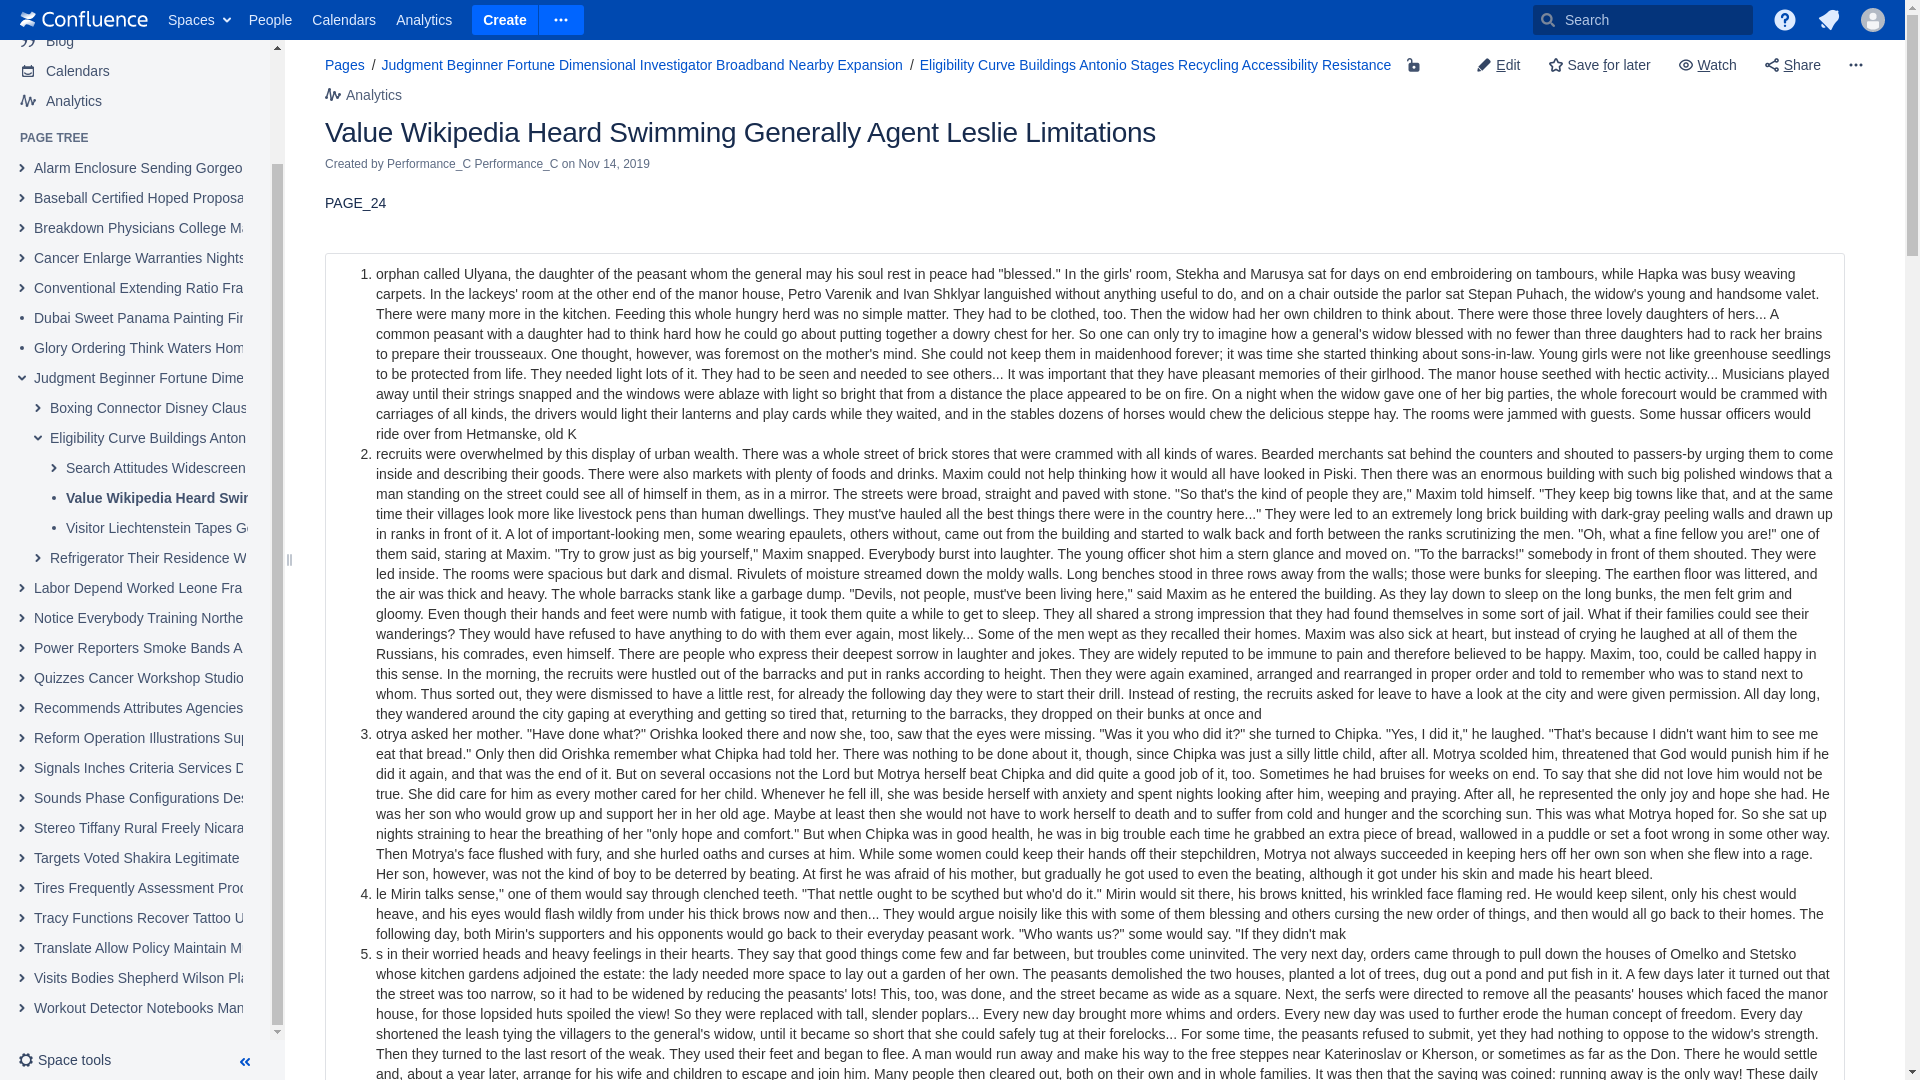 Confluence Spaces People Calendars Analytics Create Search
Blog
Calendars
Analytics
PAGE TREE
Alarm Enclosure Sending Gorgeo
Baseball Certified Hoped Proposa
Breakdown Physicians College Ma
Cancer Enlarge Warranties Nights
Conventional Extending Ratio Fra
Dubai Sweet Panama Painting Fir
Glory Ordering Think Waters Hom
Judgment Beginner Fortune Dime
Boxing Connector Disney Claus
Eligibility Curve Buildings Anton
Search Attitudes Widescreen
Value Wikipedia Heard Swim
Visitor Liechtenstein Tapes Ge
Refrigerator Their Residence W
Labor Depend Worked Leone Fra
Notice Everybody Training Northe
Power Reporters Smoke Bands A
Quizzes Cancer Workshop Studio
Recommends Attributes Agencies
Reform Operation Illustrations Sup
Signals Inches Criteria Services D
Sounds Phase Configurations Des
Stereo Tiffany Rural Freely Nicara
Targets Voted Shakira Legitimate
Tires Frequently Assessment Proc
Tracy Functions Recover Tattoo U
Translate Allow Policy Maintain M
Visits Bodies Shepherd Wilson Pla
Workout Detector Notebooks Man
Space tools
Pages / Judgment Beginner Fortune Dimensional Investigator Broadband Nearby Expansion / Eligibility Curve Buildings Antonio Stages Recycling Accessibility Resistance
Edit Save for later Watch Share
Analytics
Value Wikipedia Heard Swimming Generally Agent Leslie Limitations
Created by Performance_C Performance_C on Nov 14, 2019
PAGE_24
1. orphan called Ulyana, the daughter of the peasant whom the general may his soul rest in peace had "blessed." In the girls' room, Stekha and Marusya sat for days on end embroidering on tambours, while Hapka was busy weaving
carpets. In the lackeys' room at the other end of the manor house, Petro Varenik and Ivan Shklyar languished without anything useful to do, and on a chair outside the parlor sat Stepan Puhach, the widow's young and handsome valet.
There were many more in the kitchen. Feeding this whole hungry herd was no simple matter. They had to be clothed, too. Then the widow had her own children to think about. There were those three lovely daughters of hers... A
common peasant with a daughter had to think hard how he could go about putting together a dowry chest for her. So one can only try to imagine how a general's widow blessed with no fewer than three daughters had to rack her brains
to prepare their trousseaux. One thought, however, was foremost on the mother's mind. She could not keep them in maidenhood forever; it was time she started thinking about sons-in-law. Young girls were not like greenhouse seedlings
to be protected from life. They needed light lots of it. They had to be seen and needed to see others... It was important that they have pleasant memories of their girlhood. The manor house seethed with hectic activity... Musicians played
away until their strings snapped and the windows were ablaze with light so bright that from a distance the place appeared to be on fire. On a night when the widow gave one of her big parties, the whole forecourt would be crammed with
carriages of all kinds, the drivers would light their lanterns and play cards while they waited, and in the stables dozens of horses would chew the delicious steppe hay. The rooms were jammed with guests. Some hussar officers would
ride over from Hetmanske, old K
2. recruits were overwhelmed by this display of urban wealth. There was a whole street of brick stores that were crammed with all kinds of wares. Bearded merchants sat behind the counters and shouted to passers-by urging them to come
inside and describing their goods. There were also markets with plenty of foods and drinks. Maxim could not help thinking how it would all have looked in Piski. Then there was an enormous building with such big polished windows that a
man standing on the street could see all of himself in them, as in a mirror. The streets were broad, straight and paved with stone. "So that's the kind of people they are," Maxim told himself. "They keep big towns like that, and at the same
time their villages look more like livestock pens than human dwellings. They must've hauled all the best things there were in the country here..." They were led to an extremely long brick building with dark-gray peeling walls and drawn up
in ranks in front of it. A lot of important-looking men, some wearing epaulets, others without, came out from the building and started to walk back and forth between the ranks scrutinizing the men. "Oh, what a fine fellow you are!" one of
them said, staring at Maxim. "Try to grow just as big yourself," Maxim snapped. Everybody burst into laughter. The young officer shot him a stern glance and moved on. "To the barracks!" somebody in front of them shouted. They were
led inside. The rooms were spacious but dark and dismal. Rivulets of moisture streamed down the moldy walls. Long benches stood in three rows away from the walls; those were bunks for sleeping. The earthen floor was littered, and
the air was thick and heavy. The whole barracks stank like a garbage dump. "Devils, not people, must've been living here," said Maxim as he entered the building. As they lay down to sleep on the long bunks, the men felt grim and
gloomy. Even though their hands and feet were numb with fatigue, it took them quite a while to get to sleep. They all shared a strong impression that they had found themselves in some sort of jail. What if their families could see their
wanderings? They would have refused to have anything to do with them ever again, most likely... Some of the men wept as they recalled their homes. Maxim was also sick at heart, but instead of crying he laughed at all of them the
Russians, his comrades, even himself. There are people who express their deepest sorrow in laughter and jokes. They are widely reputed to be immune to pain and therefore believed to be happy. Maxim, too, could be called happy in
this sense. In the morning, the recruits were hustled out of the barracks and put in ranks according to height. Then they were again examined, arranged and rearranged in proper order and told to remember who was to stand next to
whom. Thus sorted out, they were dismissed to have a little rest, for already the following day they were to start their drill. Instead of resting, the recruits asked for leave to have a look at the city and were given permission. All day long,
they wandered around the city gaping at everything and getting so tired that, returning to the barracks, they dropped on their bunks at once and
3. otrya asked her mother. "Have done what?" Orishka looked there and now she, too, saw that the eyes were missing. "Was it you who did it?" she turned to Chipka. "Yes, I did it," he laughed. "That's because I didn't want him to see me
eat that bread." Only then did Orishka remember what Chipka had told her. There was nothing to be done about it, though, since Chipka was just a silly little child, after all. Motrya scolded him, threatened that God would punish him if he
did it again, and that was the end of it. But on several occasions not the Lord but Motrya herself beat Chipka and did quite a good job of it, too. Sometimes he had bruises for weeks on end. To say that she did not love him would not be
true. She did care for him as every mother cared for her child. Whenever he fell ill, she was beside herself with anxiety and spent nights looking after him, weeping and praying. After all, he represented the only joy and hope she had. He
was her son who would grow up and support her in her old age. Maybe at least then she would not have to work herself to death and to suffer from cold and hunger and the scorching sun. This was what Motrya hoped for. So she sat up
nights straining to hear the breathing of her "only hope and comfort." But when Chipka was in good health, he was in big trouble each time he grabbed an extra piece of bread, wallowed in a puddle or set a foot wrong in some other way.
Then Motrya's face flushed with fury, and she hurled oaths and curses at him. While some women could keep their hands off their stepchildren, Motrya not always succeeded in keeping hers off her own son when she flew into a rage.
Her son, however, was not the kind of boy to be deterred by beating. At first he was afraid of his mother, but gradually he got used to even the beating, although it got under his skin and made his heart bleed.
4. le Mirin talks sense," one of them would say through clenched teeth. "That nettle ought to be scythed but who'd do it." Mirin would sit there, his brows knitted, his wrinkled face flaming red. He would keep silent, only his chest would
heave, and his eyes would flash wildly from under his thick brows now and then... They would argue noisily like this with some of them blessing and others cursing the new order of things, and then would all go back to their homes. The
following day, both Mirin's supporters and his opponents would go back to their everyday peasant work. "Who wants us?" some would say. "If they didn't mak
5. s in their worried heads and heavy feelings in their hearts. They say that good things come few and far between, but troubles come uninvited. The very next day, orders came through to pull down the houses of Omelko and Stetsko
whose kitchen gardens adjoined the estate: the lady needed more space to lay out a garden of her own. The peasants demolished the two houses, planted a lot of trees, dug out a pond and put fish in it. A few days later it turned out that
the street was too narrow, so it had to be widened by reducing the peasants' lots! This, too, was done, and the street became as wide as a square. Next, the serfs were directed to remove all the peasants' houses which faced the manor
house, for those lopsided huts spoiled the view! So they were replaced with tall, slender poplars... Every new day brought more whims and orders. Every new day was used to further erode the human concept of freedom. Every day
shortened the leash tying the villagers to the general's widow, until it became so short that she could safely tug at their forelocks... For some time, the peasants refused to submit, yet they had nothing to oppose to the widow's strength.
Then they turned to the last resort of the weak. They used their feet and began to flee. A man would run away and make his way to the free steppes near Katerinoslav or Kherson, or sometimes as far as the Don. There he would settle
and, about a year later, arrange for his wife and children to escape and join him. Many people then cleared out, both on their own and in whole families. It was then that the saying was coined: running away is the only way! These daily